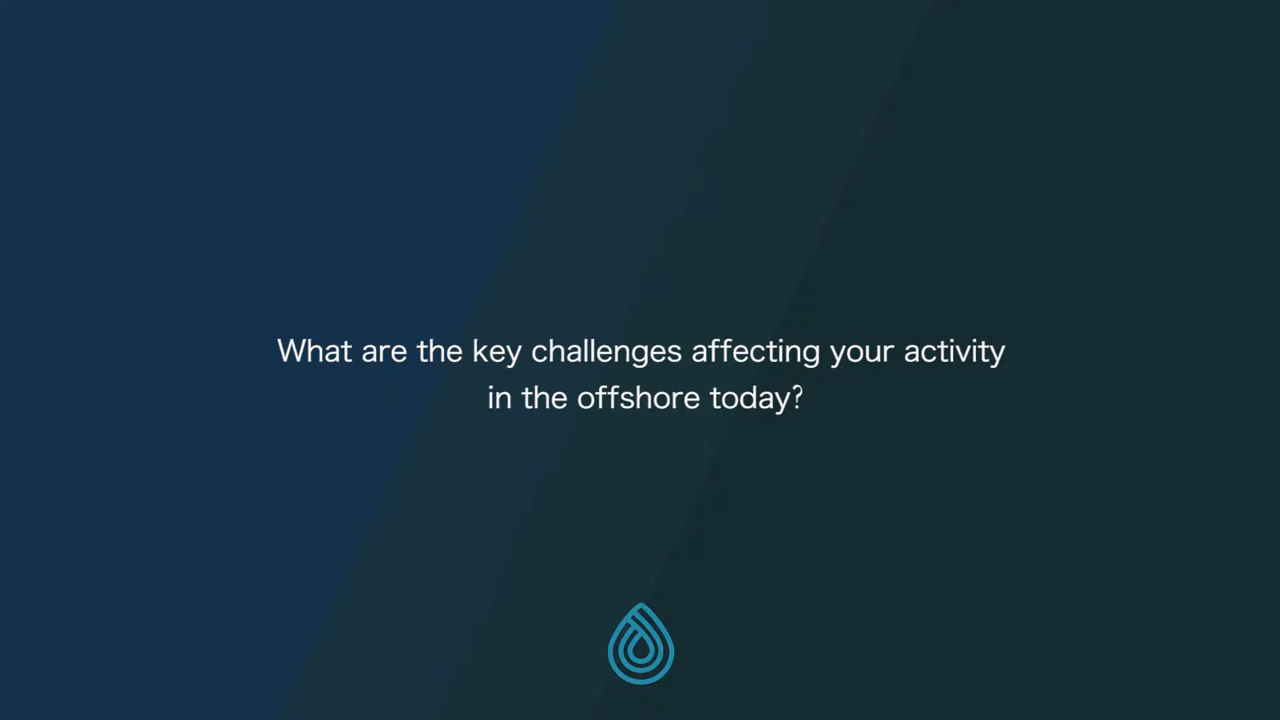 What are the key challenges affecting your activity
in the offshore today?